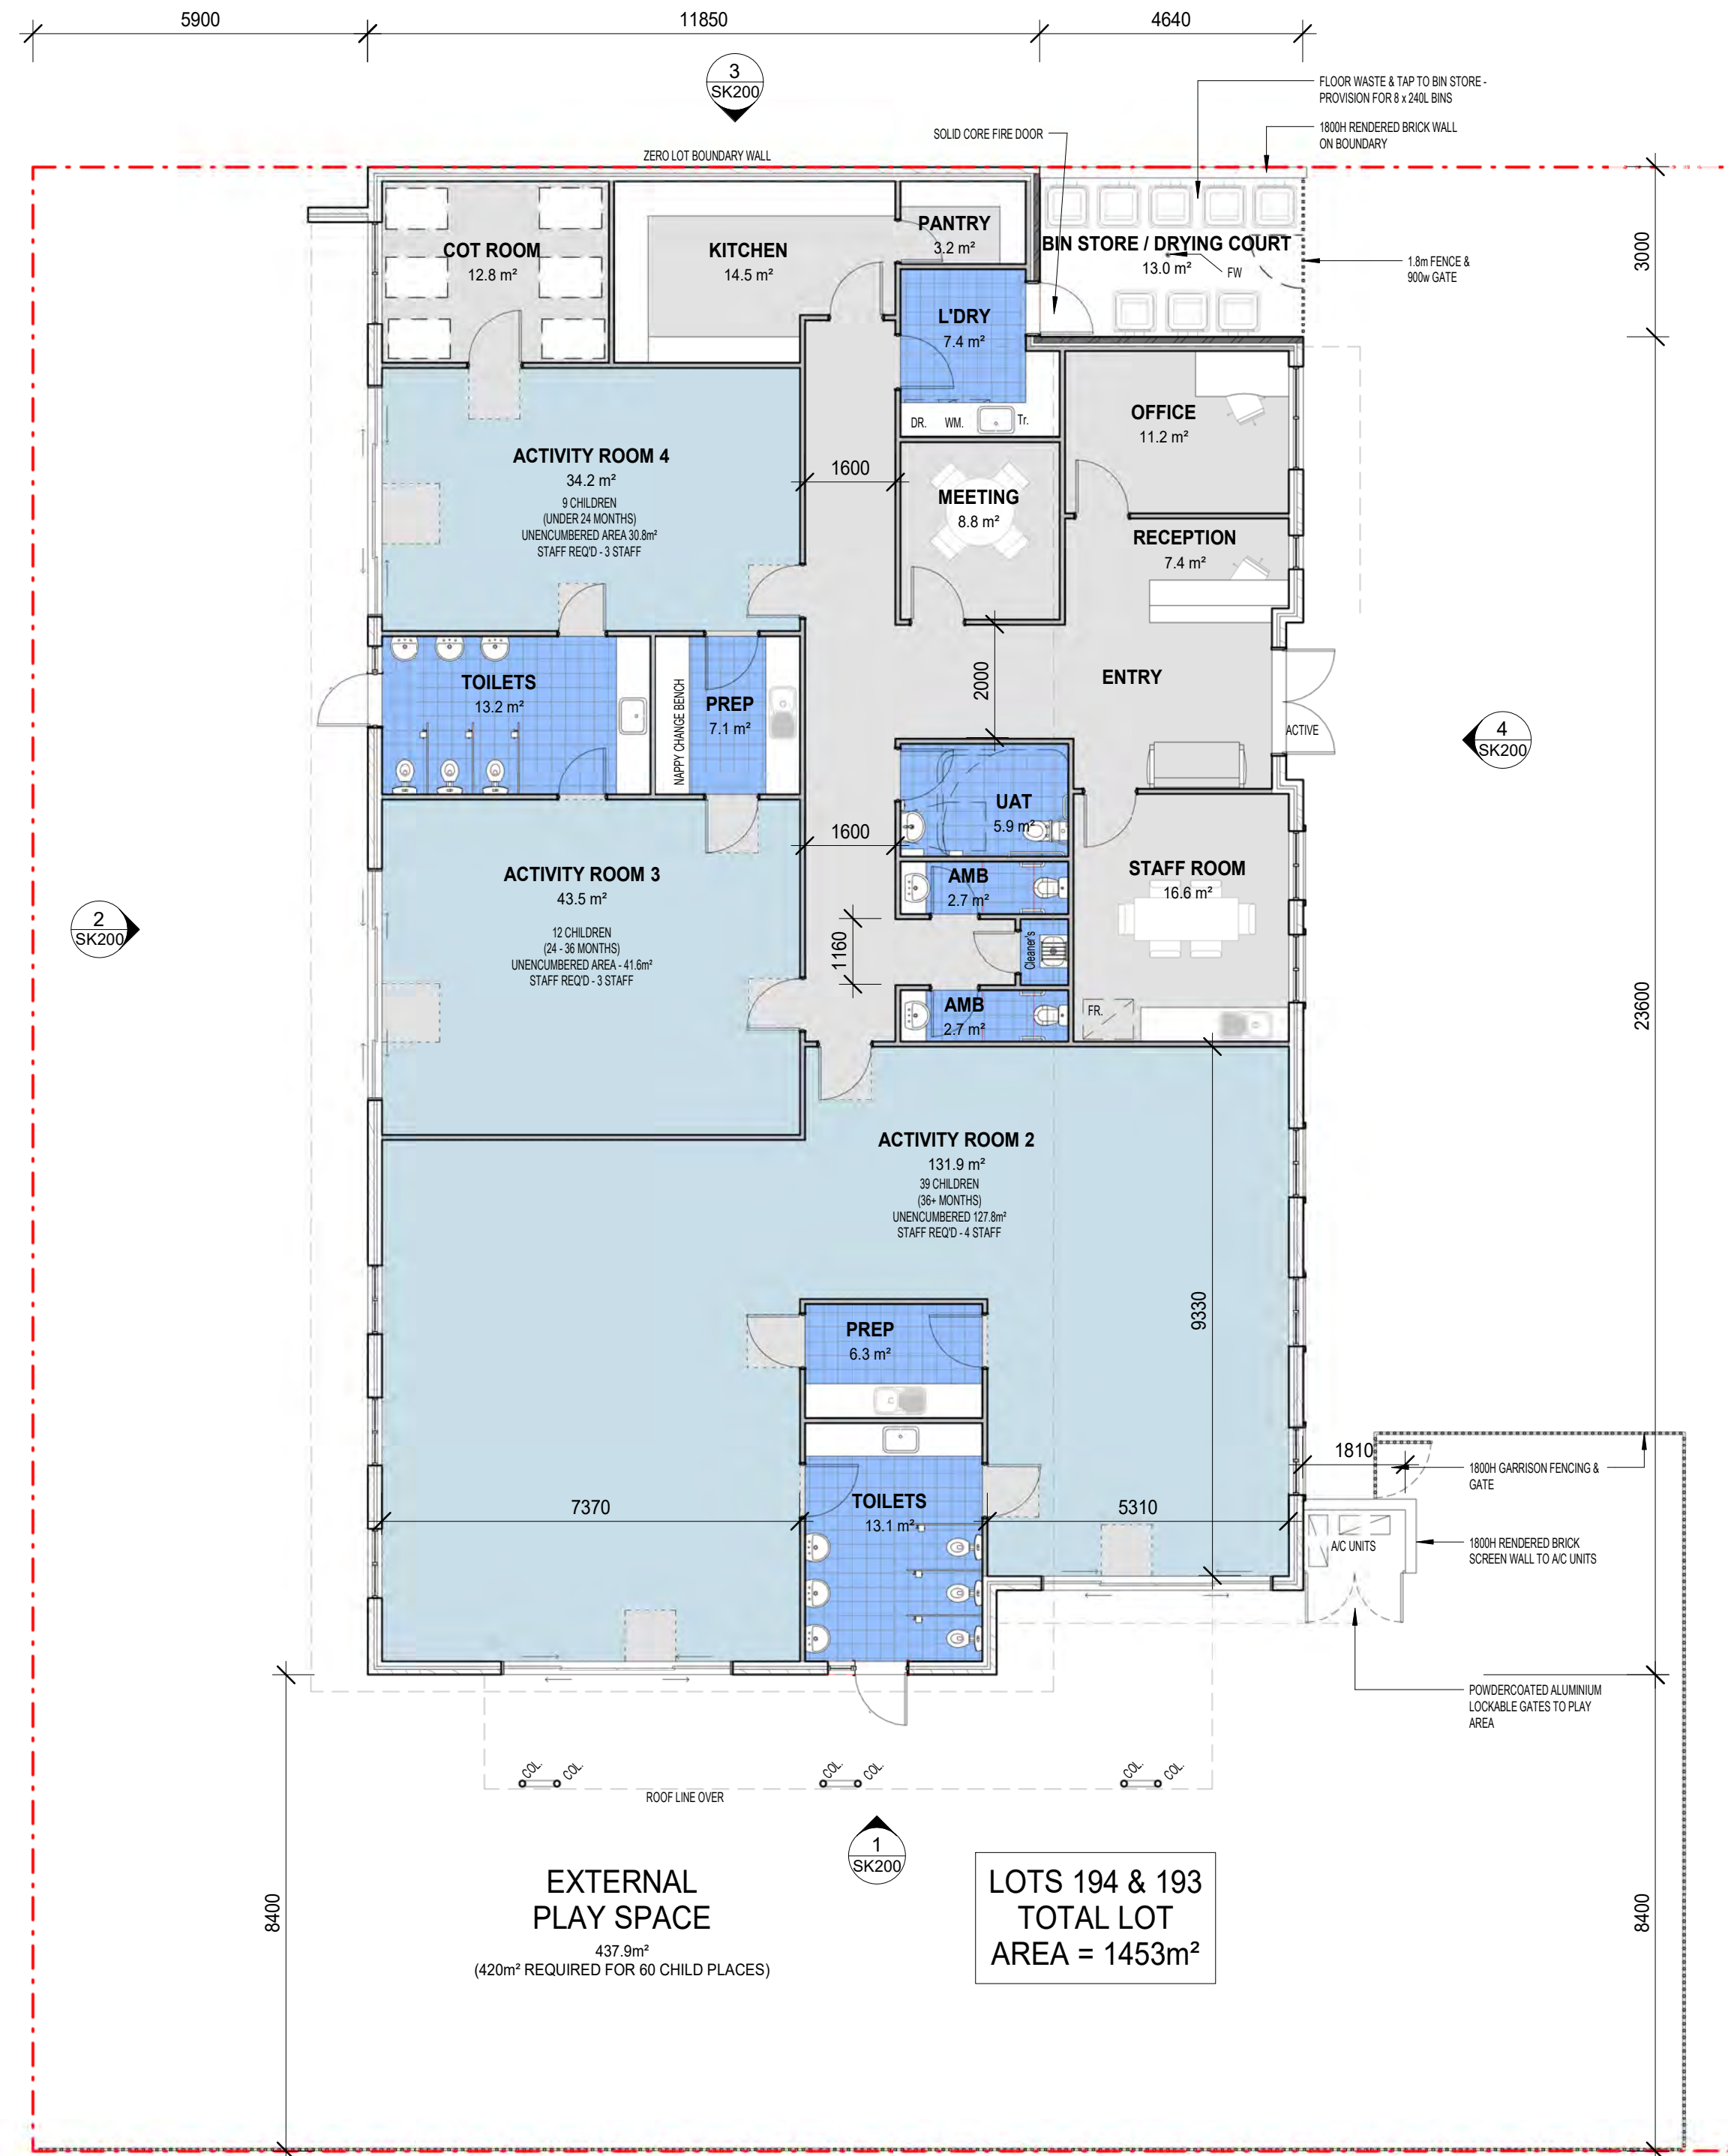 5900
11850
4640
3
SK200
FLOOR WASTE & TAP TO BIN STORE -
PROVISION FOR 8 x 240L BINS
SOLID CORE FIRE DOOR
1800H RENDERED BRICK WALL
ON BOUNDARY
ZERO LOT BOUNDARY WALL
COT ROOM
12.8 m²
KITCHEN
14.5 m²
PANTRY
3.2 m²
BIN STORE / DRYING COURT
13.0 m²
FW
1.8m FENCE &
900w GATE
3000
L'DRY
7.4 m²
DR.
WM.
Tr.
OFFICE
11.2 m²
ACTIVITY ROOM 4
34.2 m²
9 CHILDREN
(UNDER 24 MONTHS)
UNENCUMBERED AREA 30.8m²
STAFF REQ'D - 3 STAFF
1600
MEETING
8.8 m²
RECEPTION
7.4 m²
TOILETS
13.2 m²
NAPPY CHANGE BENCH
PREP
7.1 m²
2000
ENTRY
ACTIVE
4
SK200
UAT
5.9 m²
1600
ACTIVITY ROOM 3
43.5 m²
12 CHILDREN
(24 - 36 MONTHS)
UNENCUMBERED AREA - 41.6m²
STAFF REQ'D - 3 STAFF
2
SK200
AMB
2.7 m²
STAFF ROOM
16.6 m²
1160
Cleaner's
AMB
2.7 m²
FR.
23600
ACTIVITY ROOM 2
131.9 m²
39 CHILDREN
(36+ MONTHS)
UNENCUMBERED 127.8m²
STAFF REQ'D - 4 STAFF
9330
PREP
6.3 m²
1810
1800H GARRISON FENCING &
GATE
7370
TOILETS
13.1 m²
5310
A/C UNITS
1800H RENDERED BRICK
SCREEN WALL TO A/C UNITS
POWDERCOATED ALUMINIUM
LOCKABLE GATES TO PLAY
AREA
COL.
COL.
COL.
COL.
COL.
COL.
ROOF LINE OVER
1
SK200
8400
EXTERNAL
PLAY SPACE
437.9m²
(420m² REQUIRED FOR 60 CHILD PLACES)
LOTS 194 & 193
TOTAL LOT
AREA = 1453m²
8400